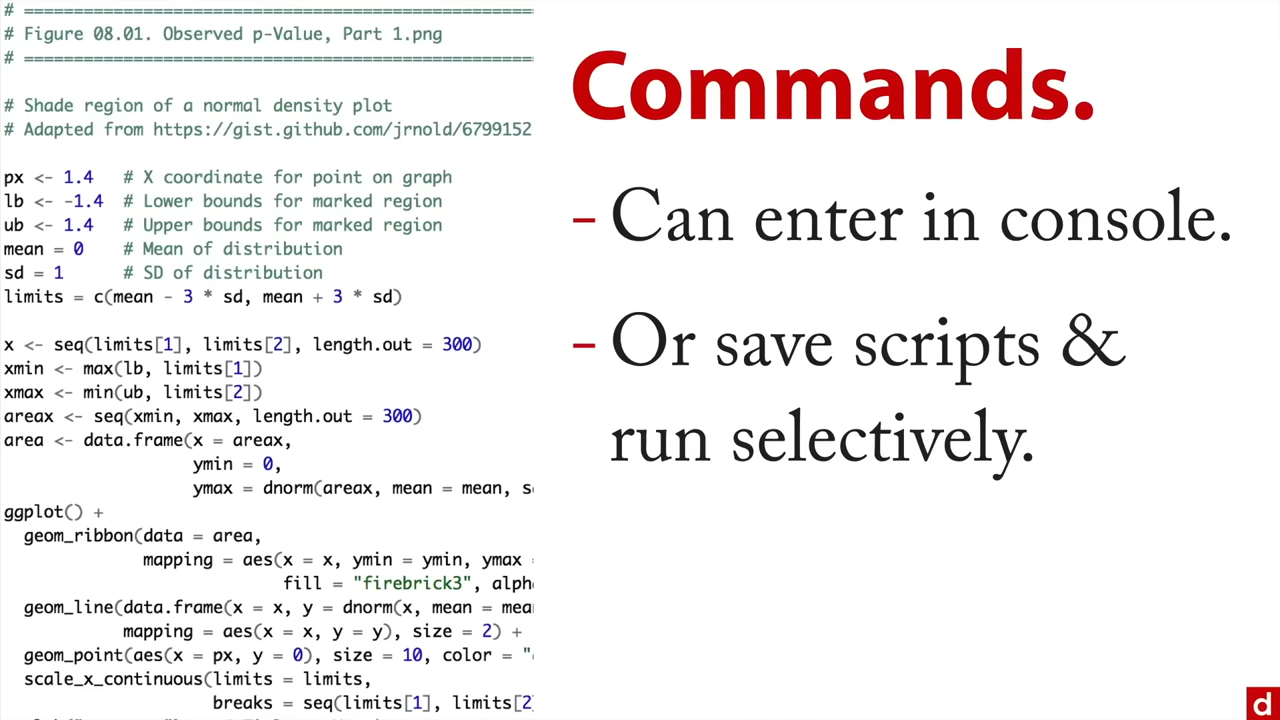 # ====================================================
# Figure 08.01. Observed p-Value, Part 1.png
# ====================================================
# Shade region of a normal density plot
# Adapted from https://gist.github.com/jrnold/6799152
px <- 1.4   # X coordinate for point on graph
lb <- -1.4  # Lower bounds for marked region
ub <- 1.4   # Upper bounds for marked region
mean = 0    # Mean of distribution
sd = 1      # SD of distribution
limits = c(mean - 3 * sd, mean + 3 * sd)
x <- seq(limits[1], limits[2], length.out = 300)
xmin <- max(lb, limits[1])
xmax <- min(ub, limits[2])
areax <- seq(xmin, xmax, length.out = 300)
area <- data.frame(x = areax,
ymin = 0,
ymax = dnorm(areax, mean = mean,
ggplot() +
geom_ribbon(data = area,
mapping = aes(x = x, ymin = ymin, ymax
fill = "firebrick3",
geom_line(data.frame(x = x, y = dnorm(x, mean =
mapping = aes(x = x, y = y), size = 2) +
geom_point(aes(x = px, y = 0), size = 10, color = "
scale_x_continuous(limits = limits,
breaks = seq(limits[1], limits[2
Commands.
– Can enter in console.
– Or save scripts &
run selectively.
d